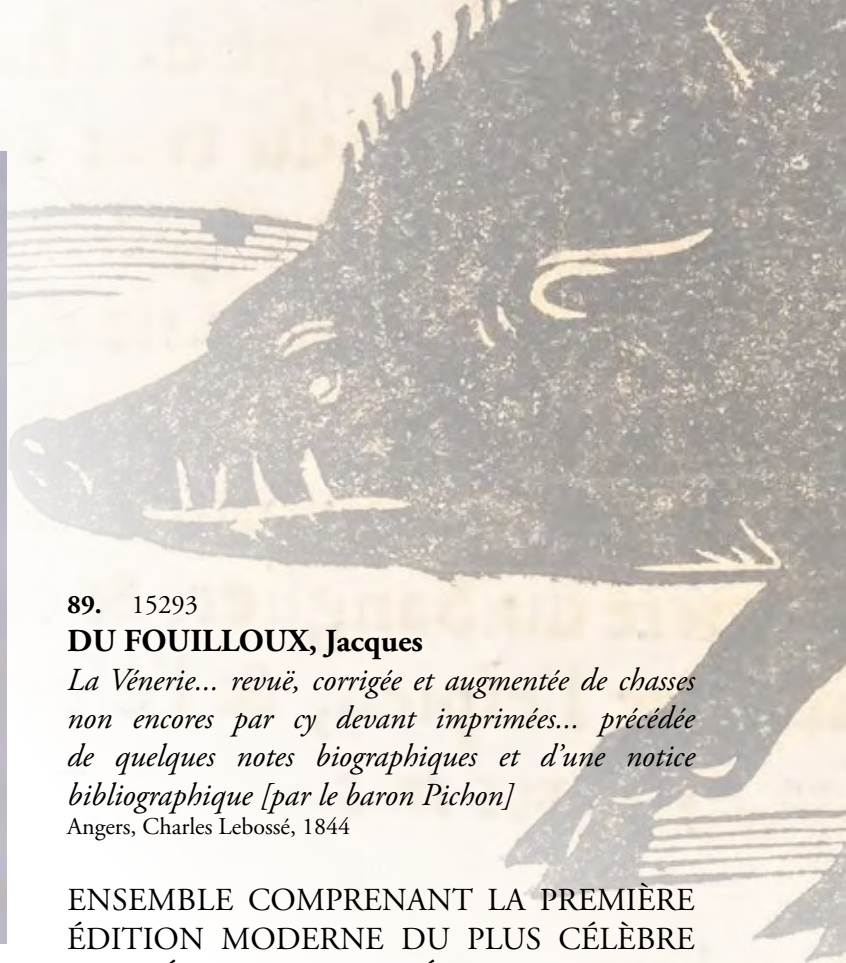 89. 15293
DU FOUILLOUX, Jacques
La Vénerie... revuë, corrigée et augmentée de chasses
non encores par cy devant imprimées... précédée
de quelques notes biographiques et d'une notice
bibliographique [par le baron Pichon]
Angers, Charles Lebossé, 1844
ENSEMBLE COMPRENANT LA PREMIÈRE
ÉDITION MODERNE DU PLUS CÉLÈBRE